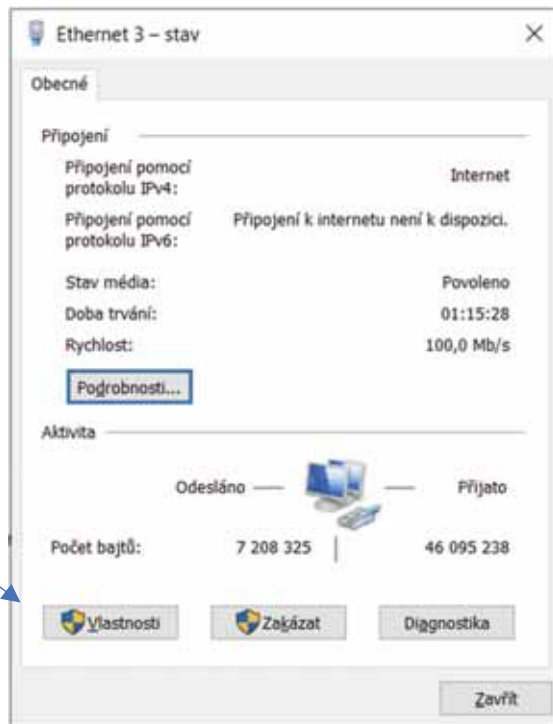 Ethernet 3 – stav
Obecné
Připojení
Připojení pomocí
protokolu IPv4:
Internet
Připojení pomocí
protokolu IPv6:
Připojení k internetu není k dispozici.
Stav média:
Povoleno
Doba trvání:
01:15:28
Rychlost:
100,0 Mb/s
Podrobnosti...
Aktivita
Odesláno
Přijato
Počet bajtů:
7 208 325
46 095 238
Vlastnosti
Zakázat
Diagnostika
Zavřít